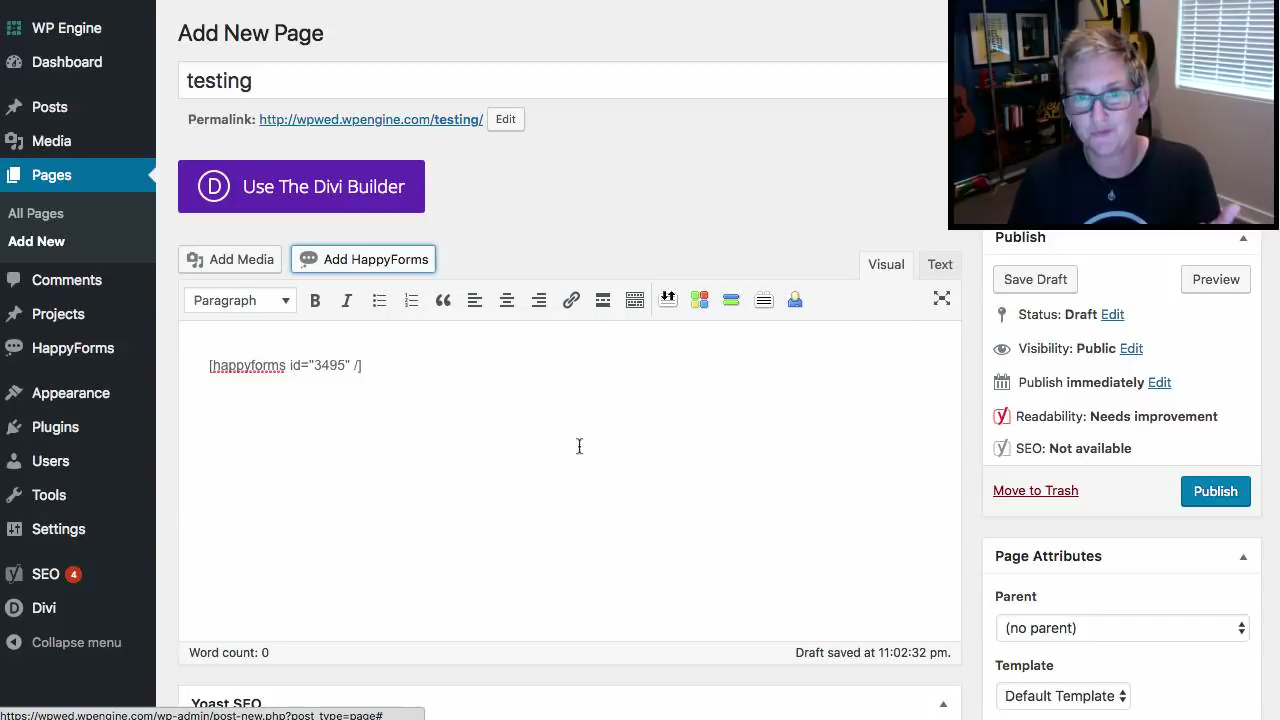 WP Engine
Dashboard
Posts
Media
Pages
All Pages
Add New
Comments
Projects
HappyForms
Appearance
Plugins
Users
Tools
Settings
SEO 4
Divi
Collapse menu
Add New Page
testing
Permalink: http://wpwed.wpengine.com/testing/ Edit
D Use The Divi Builder
Add Media Add HappyForms
Visual Text
Paragraph
[happyforms id="3495" /]
Word count: 0 Draft saved at 11:02:32 pm.
Yoast SEO
Publish
Save Draft Preview
Status: Draft Edit
Visibility: Public Edit
Publish immediately Edit
Readability: Needs improvement
SEO: Not available
Move to Trash Publish
Page Attributes
Parent
(no parent)
Template
Default Template
https://wpwed.wpengine.com/wp-admin/post-new.php?post_type=page#